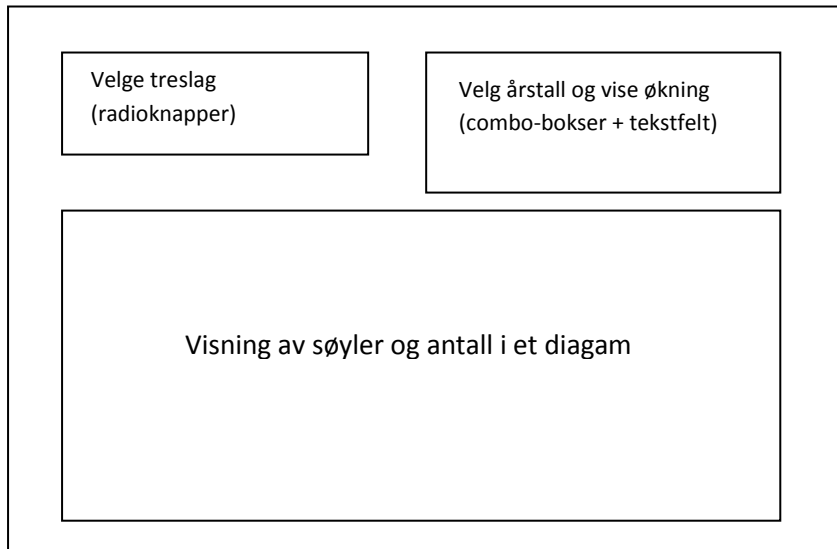 Velge treslag
(radioknapper)
Velg årstall og vise økning
(combo-bokser + tekstfelt)
Visning av søyler og antall i et diagam